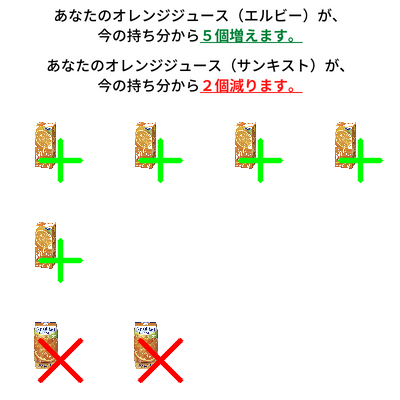 あなたのオレンジジュース（エルビー）が、
今の持ち分から５個増えます。
あなたのオレンジジュース（サンキスト）が、
今の持ち分から２個減ります。